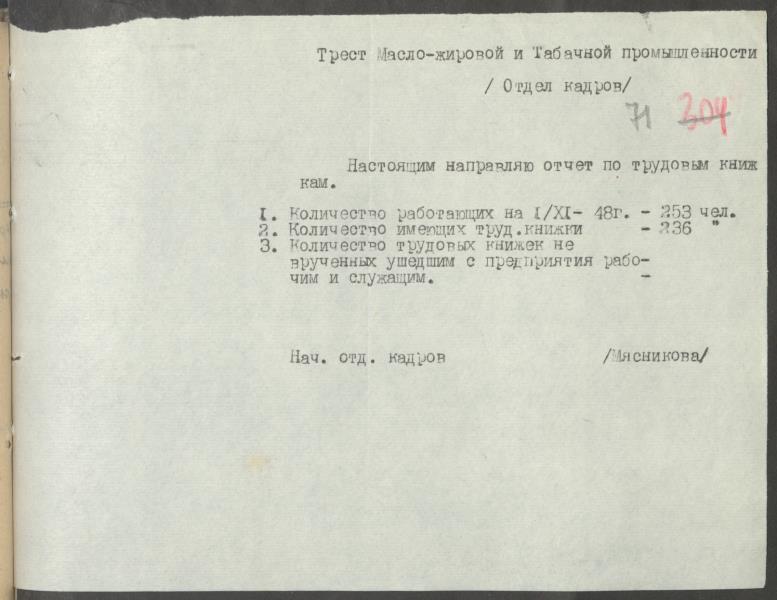 Трест Масло-жировой и Табачной промышленности
/ Отдел кадров/
71 304
Настоящим направляю отчет по трудовым книж
кам.
I. Количество работающих на I/XI- 48г. - 253 чел.
2. Количество имеющих труд.книжки - 236 "
3. Количество трудовых книжек не
врученных ушедшим с предприятия рабо-
чим и служащим. -
Нач. отд. кадров /Мясникова/